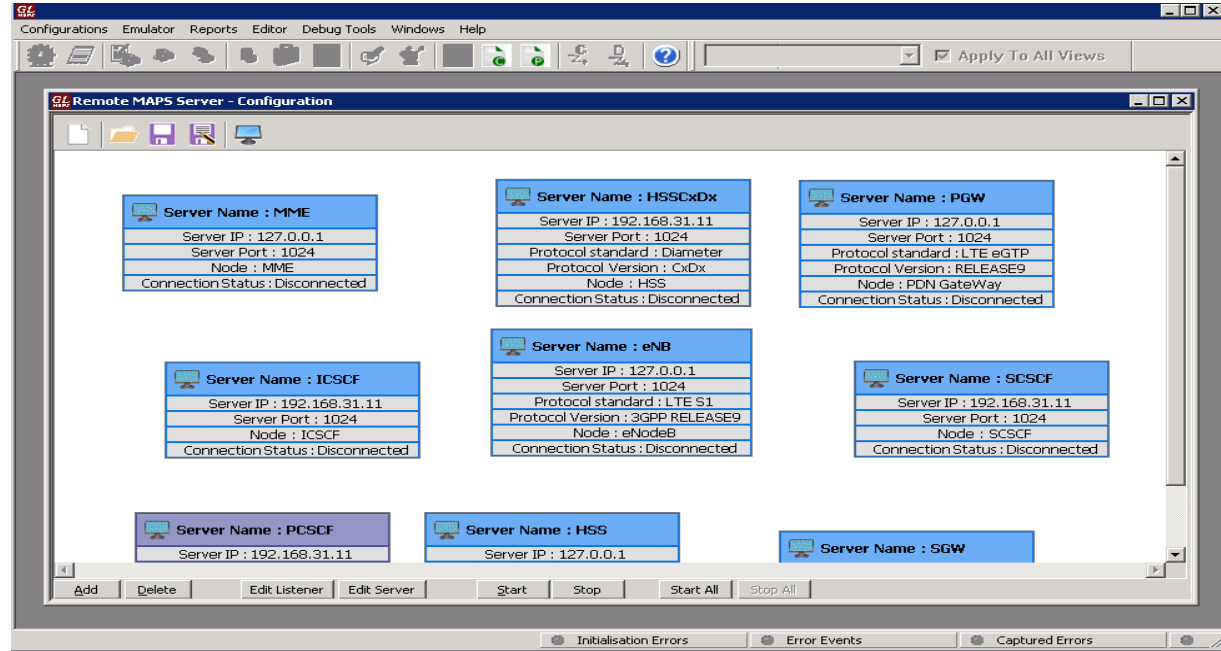 GL
Configurations Emulator Reports Editor Debug Tools Windows Help
Apply To All Views
GL Remote MAPS Server - Configuration
Server Name : MME
Server IP : 127.0.0.1
Server Port : 1024
Node : MME
Connection Status : Disconnected
Server Name : HSSCxDx
Server IP : 192.168.31.11
Server Port : 1024
Protocol standard : Diameter
Protocol Version : CxDx
Node : HSS
Connection Status : Disconnected
Server Name : PGW
Server IP : 127.0.0.1
Server Port : 1024
Protocol standard : LTE eGTP
Protocol Version : RELEASE9
Node : PDN GateWay
Connection Status : Disconnected
Server Name : ICSCF
Server IP : 192.168.31.11
Server Port : 1024
Node : ICSCF
Connection Status : Disconnected
Server Name : eNB
Server IP : 127.0.0.1
Server Port : 1024
Protocol standard : LTE S1
Protocol Version : 3GPP RELEASE9
Node : eNodeB
Connection Status : Disconnected
Server Name : SCSCF
Server IP : 192.168.31.11
Server Port : 1024
Node : SCSCF
Connection Status : Disconnected
Server Name : PCSCF
Server IP : 192.168.31.11
Server Name : HSS
Server IP : 127.0.0.1
Server Name : SGW
Add Delete Edit Listener Edit Server Start Stop Start All Stop All
Initialisation Errors Error Events Captured Errors